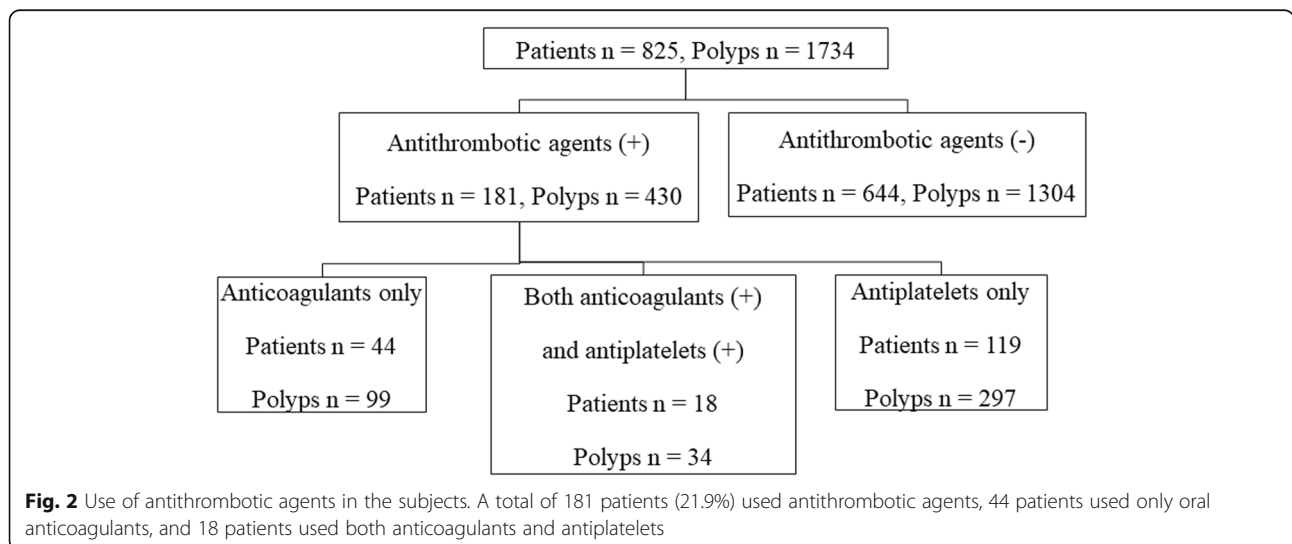 Patients n = 825, Polyps n = 1734
Antithrombotic agents (+)
Patients n = 181, Polyps n = 430
Antithrombotic agents (-)
Patients n = 644, Polyps n = 1304
Anticoagulants only
Patients n = 44
Polyps n = 99
Both anticoagulants (+)
and antiplatelets (+)
Patients n = 18
Polyps n = 34
Antiplatelets only
Patients n = 119
Polyps n = 297
Fig. 2 Use of antithrombotic agents in the subjects. A total of 181 patients (21.9%) used antithrombotic agents, 44 patients used only oral
anticoagulants, and 18 patients used both anticoagulants and antiplatelets